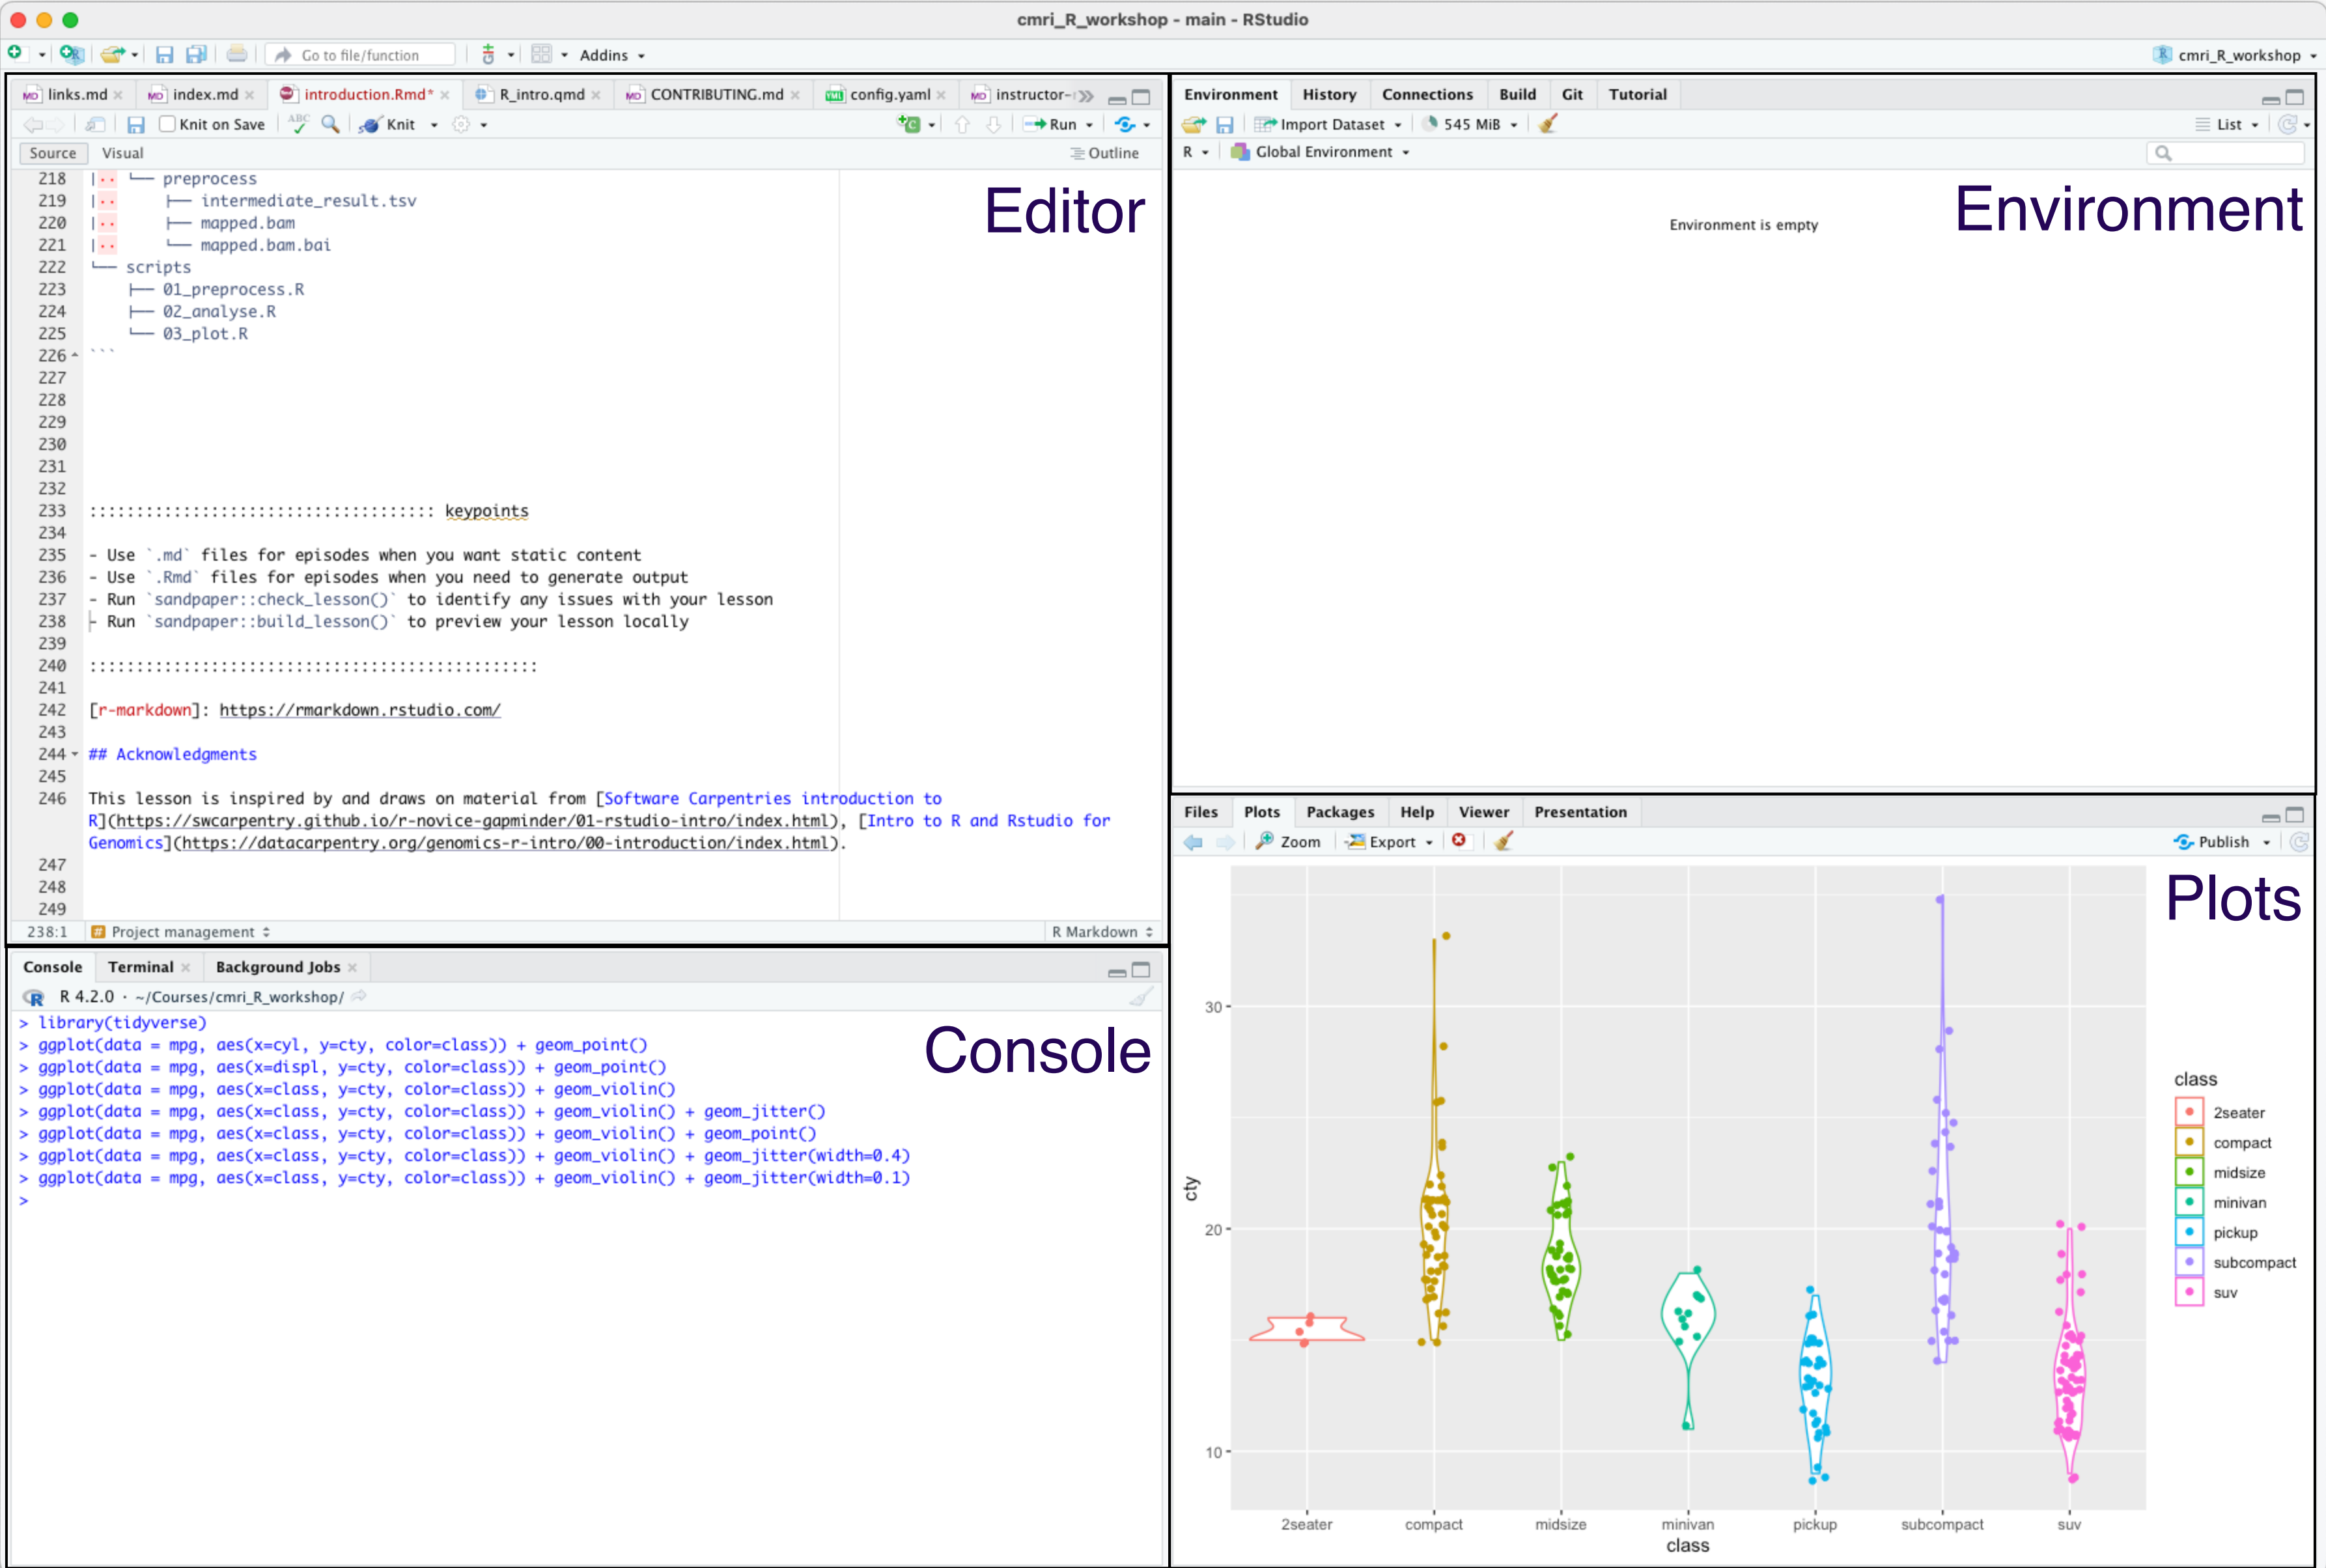 cmri_R_workshop - main - RStudio
Go to file/function
Addins
cmri_R_workshop
links.md
index.md
introduction.Rmd*
R_intro.qmd
CONTRIBUTING.md
config.yaml
instructor-
Knit on Save
ABC
Knit
Run
Source
Visual
Outline
Editor
218 |.. └── preprocess
219 |..     ├── intermediate_result.tsv
220 |..     ├── mapped.bam
221 |..     └── mapped.bam.bai
222 └── scripts
223     ├── 01_preprocess.R
224     ├── 02_analyse.R
225     └── 03_plot.R
226 ```
227
228
229
230
231
232
233 ::::::::::::::::::::::::::::::::::::: keypoints
234
235 - Use `.md` files for episodes when you want static content
236 - Use `.Rmd` files for episodes when you need to generate output
237 - Run `sandpaper::check_lesson()` to identify any issues with your lesson
238 - Run `sandpaper::build_lesson()` to preview your lesson locally
239
240 ::::::::::::::::::::::::::::::::::::::::::::::::
241
242 [r-markdown]: https://rmarkdown.rstudio.com/
243
244 ## Acknowledgments
245
246 This lesson is inspired by and draws on material from [Software Carpentries introduction to
R](https://swcarpentry.github.io/r-novice-gapminder/01-rstudio-intro/index.html), [Intro to R and Rstudio for
Genomics](https://datacarpentry.org/genomics-r-intro/00-introduction/index.html).
247
248
249
238:1
# Project management
R Markdown
Console
Terminal
Background Jobs
R 4.2.0 · ~/Courses/cmri_R_workshop/
Console
> library(tidyverse)
> ggplot(data = mpg, aes(x=cyl, y=cty, color=class)) + geom_point()
> ggplot(data = mpg, aes(x=displ, y=cty, color=class)) + geom_point()
> ggplot(data = mpg, aes(x=class, y=cty, color=class)) + geom_violin()
> ggplot(data = mpg, aes(x=class, y=cty, color=class)) + geom_violin() + geom_jitter()
> ggplot(data = mpg, aes(x=class, y=cty, color=class)) + geom_violin() + geom_point()
> ggplot(data = mpg, aes(x=class, y=cty, color=class)) + geom_violin() + geom_jitter(width=0.4)
> ggplot(data = mpg, aes(x=class, y=cty, color=class)) + geom_violin() + geom_jitter(width=0.1)
>
Environment
History
Connections
Build
Git
Tutorial
Import Dataset
545 MiB
List
R
Global Environment
Environment
Environment is empty
Files
Plots
Packages
Help
Viewer
Presentation
Zoom
Export
Publish
Plots
30
20
10
cty
2seater
compact
midsize
minivan
pickup
subcompact
suv
class
class
2seater
compact
midsize
minivan
pickup
subcompact
suv